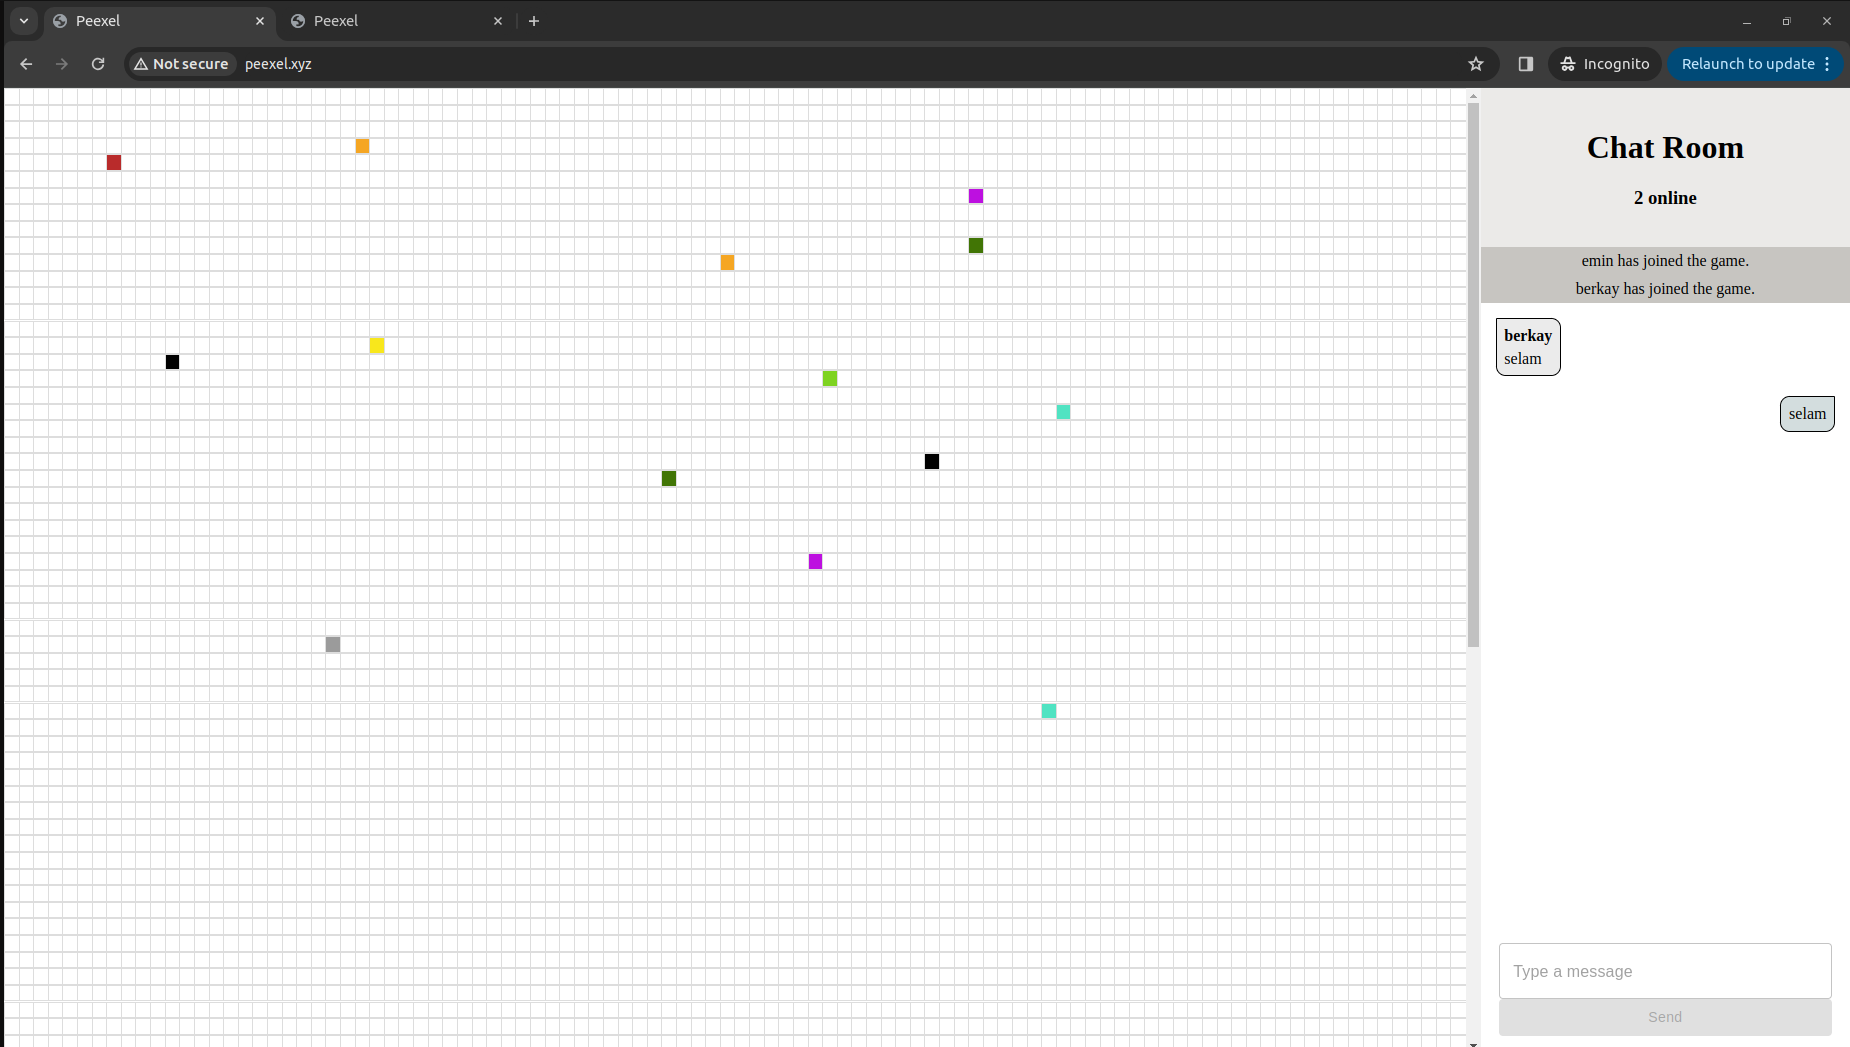 Peexel
Peexel
Not secure
peexel.xyz
Incognito
Relaunch to update
Chat Room
2 online
emin has joined the game.
berkay has joined the game.
berkay
selam
selam
Type a message
Send